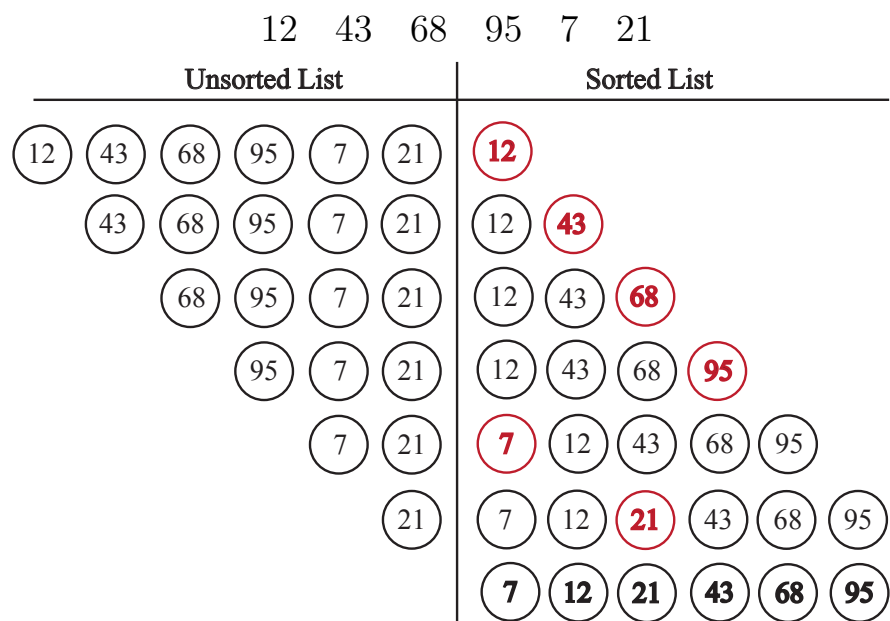 12 43 68 95 7 21
Unsorted List Sorted List
12 43 68 95 7 21 12
43 68 95 7 21 12 43
68 95 7 21 12 43 68
95 7 21 12 43 68 95
7 21 7 12 43 68 95
21 7 12 21 43 68 95
7 12 21 43 68 95